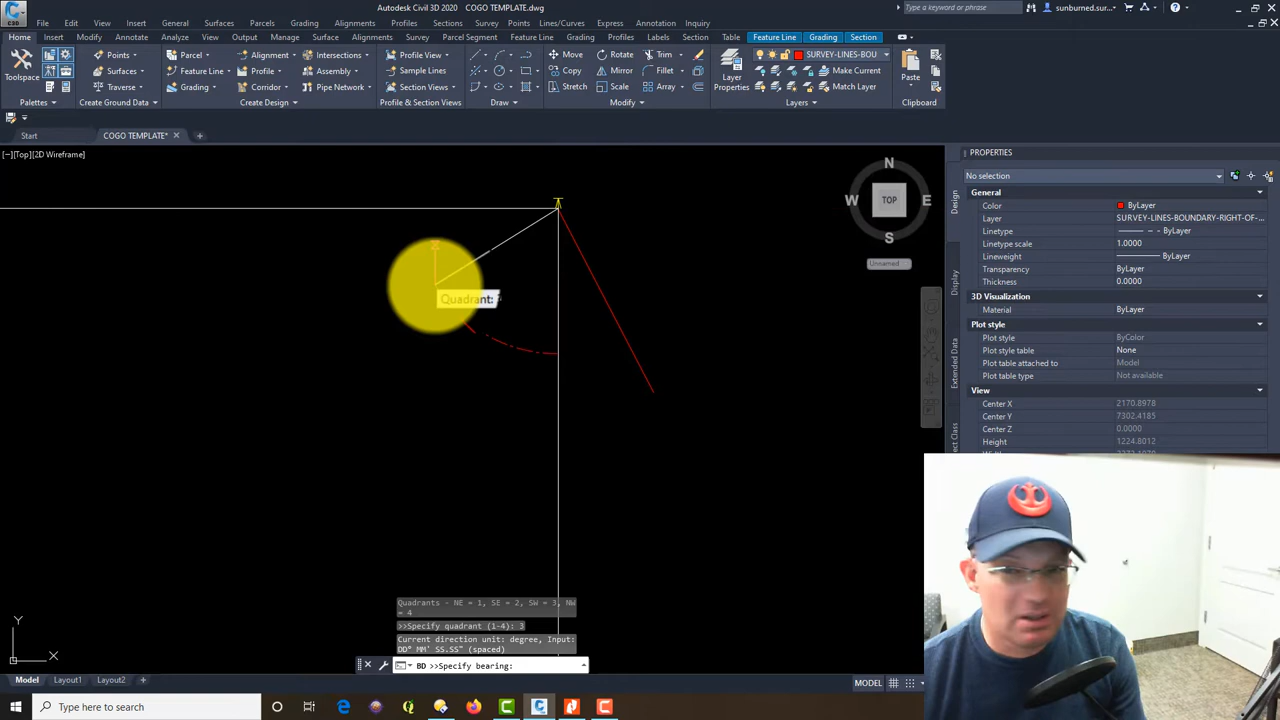 Autodesk Civil 3D 2020 COGO TEMPLATE.dwg
Type a keyword or phrase
sunburned.sur...
File Edit View Insert General Surfaces Parcels Grading Alignments Profiles Corridors Sections Survey Points Lines/Curves Express Annotation Inquiry
Home Insert Annotate Modify Analyze View Output Manage Surface Alignments Survey Parcel Segment Feature Line Grading Profiles Labels Section Table Feature Line Grading Section
Toolspace
Points
Surfaces
Traverse
Parcel
Feature Line
Grading
Alignment
Profile
Corridor
Intersections
Assembly
Pipe Network
Profile View
Sample Lines
Section Views
Move
Copy
Stretch
Rotate
Mirror
Scale
Trim
Fillet
Array
Layer
Properties
SURVEY-LINES-BOU
Make Current
Match Layer
Paste
Palettes Create Ground Data Create Design Profile & Section Views Draw Modify Layers Clipboard
Start COGO TEMPLATE*
[−][Top][2D Wireframe]
N
W TOP E
S
Unnamed
Quadrant:
Y
X
Quadrants - NE = 1, SE = 2, SW = 3, NW
= 4
>>Specify quadrant (1-4): 3
Current direction unit: degree, Input:
DD° MM' SS.SS" (spaced)
BD >>Specify bearing:
PROPERTIES
No selection
Design
Display
Extended Data
General
Color ByLayer
Layer SURVEY-LINES-BOUNDARY-RIGHT-OF-...
Linetype ByLayer
Linetype scale 1.0000
Lineweight ByLayer
Transparency ByLayer
Thickness 0.0000
3D Visualization
Material ByLayer
Plot style
Plot style ByColor
Plot style table None
Plot table attached to Model
Plot table type Not available
View
Center X 2170.8978
Center Y 7302.4185
Center Z 0.0000
Height 1224.8012
Model Layout1 Layout2
MODEL
Type here to search